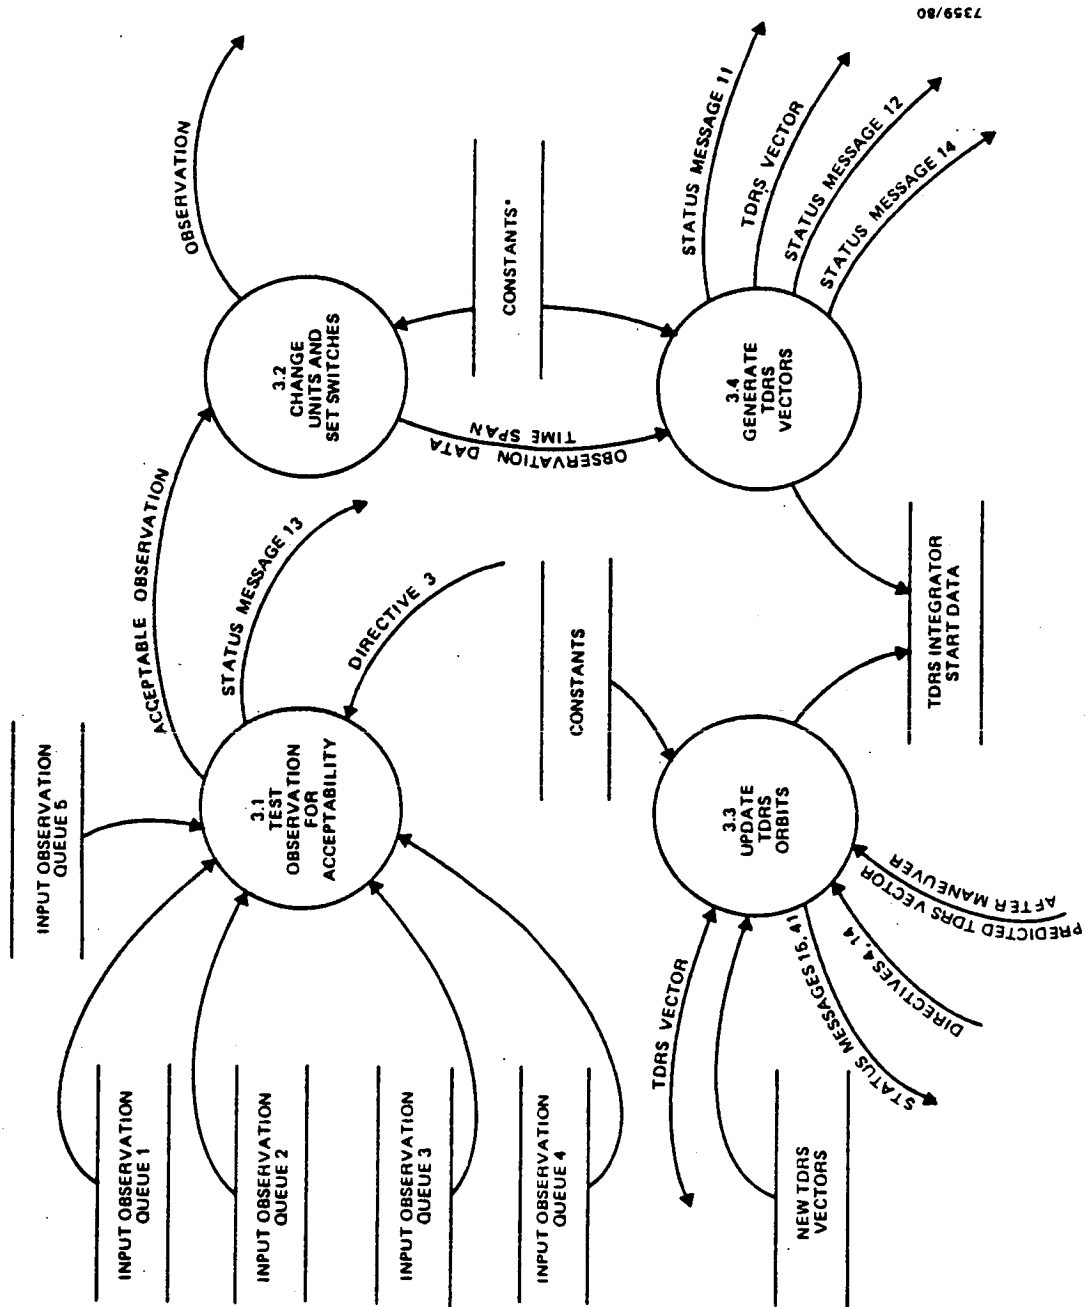 INPUT OBSERVATION
QUEUE 1
INPUT OBSERVATION
QUEUE 2
INPUT OBSERVATION
QUEUE 3
INPUT OBSERVATION
QUEUE 4
INPUT OBSERVATION
QUEUE 5
3.1
TEST
OBSERVATION
FOR
ACCEPTABILITY
ACCEPTABLE OBSERVATION
STATUS MESSAGE 13
DIRECTIVE 3
3.2
CHANGE
UNITS AND
SET SWITCHES
OBSERVATION
CONSTANTS*
OBSERVATION DATA
TIME SPAN
CONSTANTS
NEW TDRS
VECTORS
TDRS VECTOR
3.3
UPDATE
TDRS
ORBITS
STATUS MESSAGES 15, 41
DIRECTIVES 4, 14
PREDICTED TDRS VECTOR
AFTER MANEUVER
TDRS INTEGRATOR
START DATA
3.4
GENERATE
TDRS
VECTORS
STATUS MESSAGE 11
TDRS VECTOR
STATUS MESSAGE 12
STATUS MESSAGE 14
7359/80